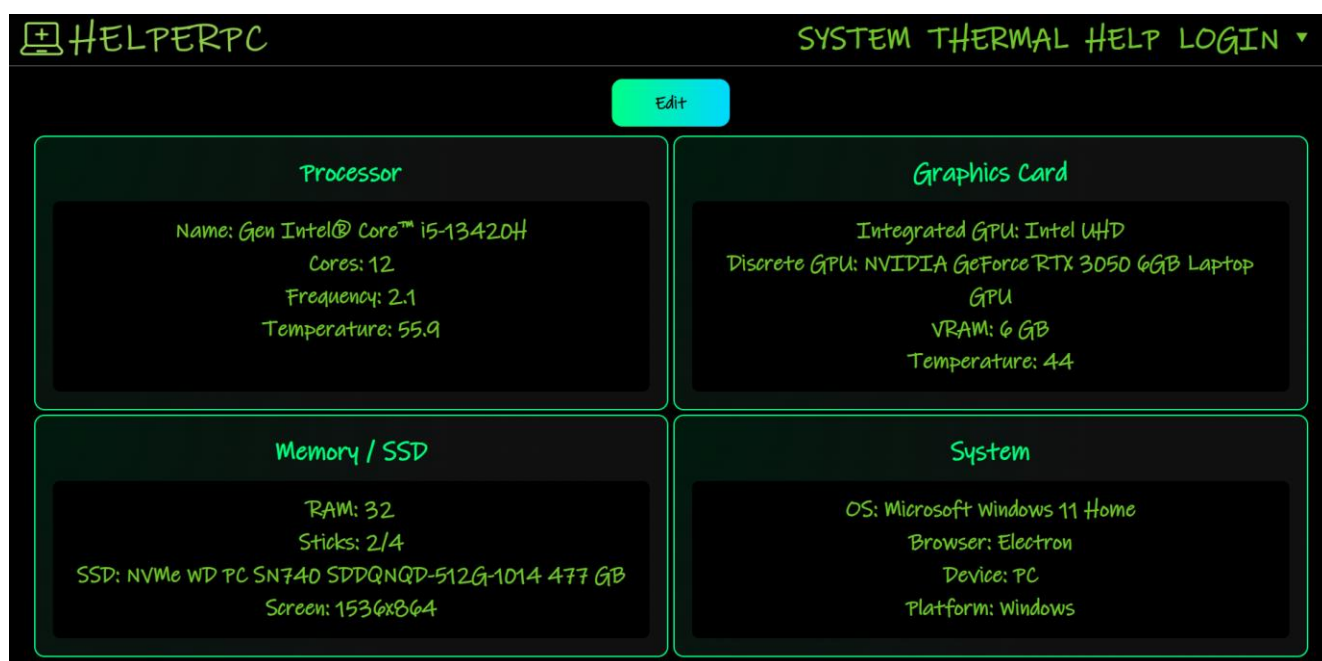 HELPERPC
SYSTEM THERMAL HELP LOGIN ▼
Edit
Processor
Name: Gen Intel® Core™ i5-13420H
Cores: 12
Frequency: 2.1
Temperature: 55.9
Graphics Card
Integrated GPU: Intel UHD
Discrete GPU: NVIDIA GeForce RTX 3050 6GB Laptop
GPU
VRAM: 6 GB
Temperature: 44
Memory / SSD
RAM: 32
Sticks: 2/4
SSD: NVMe WD PC SN740 SDDQNQD-512G-1014 477 GB
Screen: 1536x864
System
OS: Microsoft Windows 11 Home
Browser: Electron
Device: PC
Platform: Windows